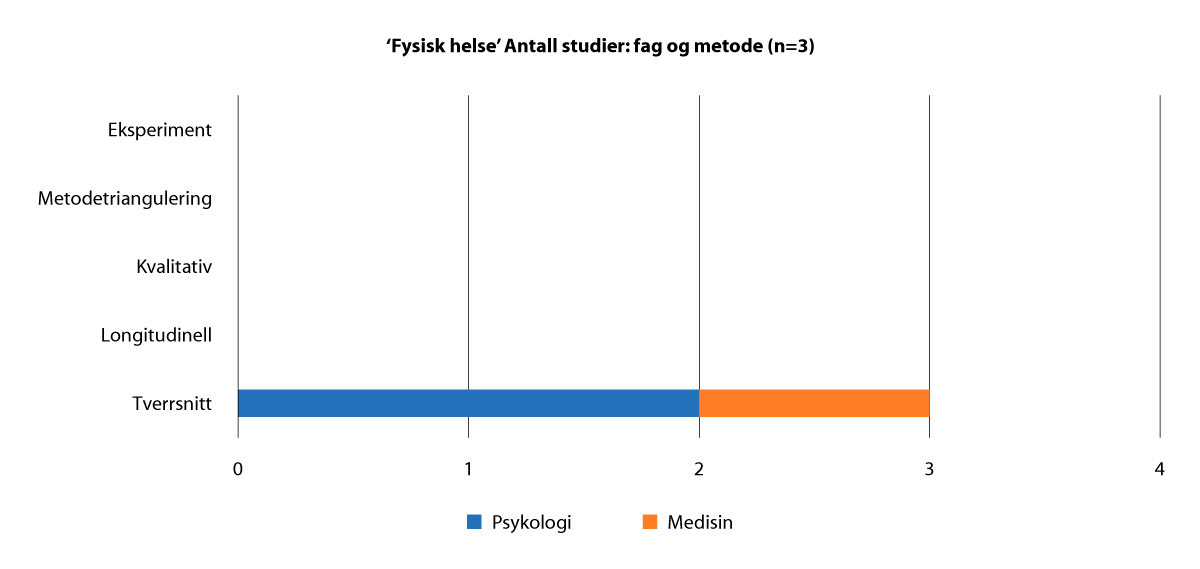 ‘Fysisk helse’ Antall studier: fag og metode (n=3)
Eksperiment
Metodetriangulering
Kvalitativ
Longitudinell
Tverrsnitt
0 1 2 3 4
Psykologi Medisin